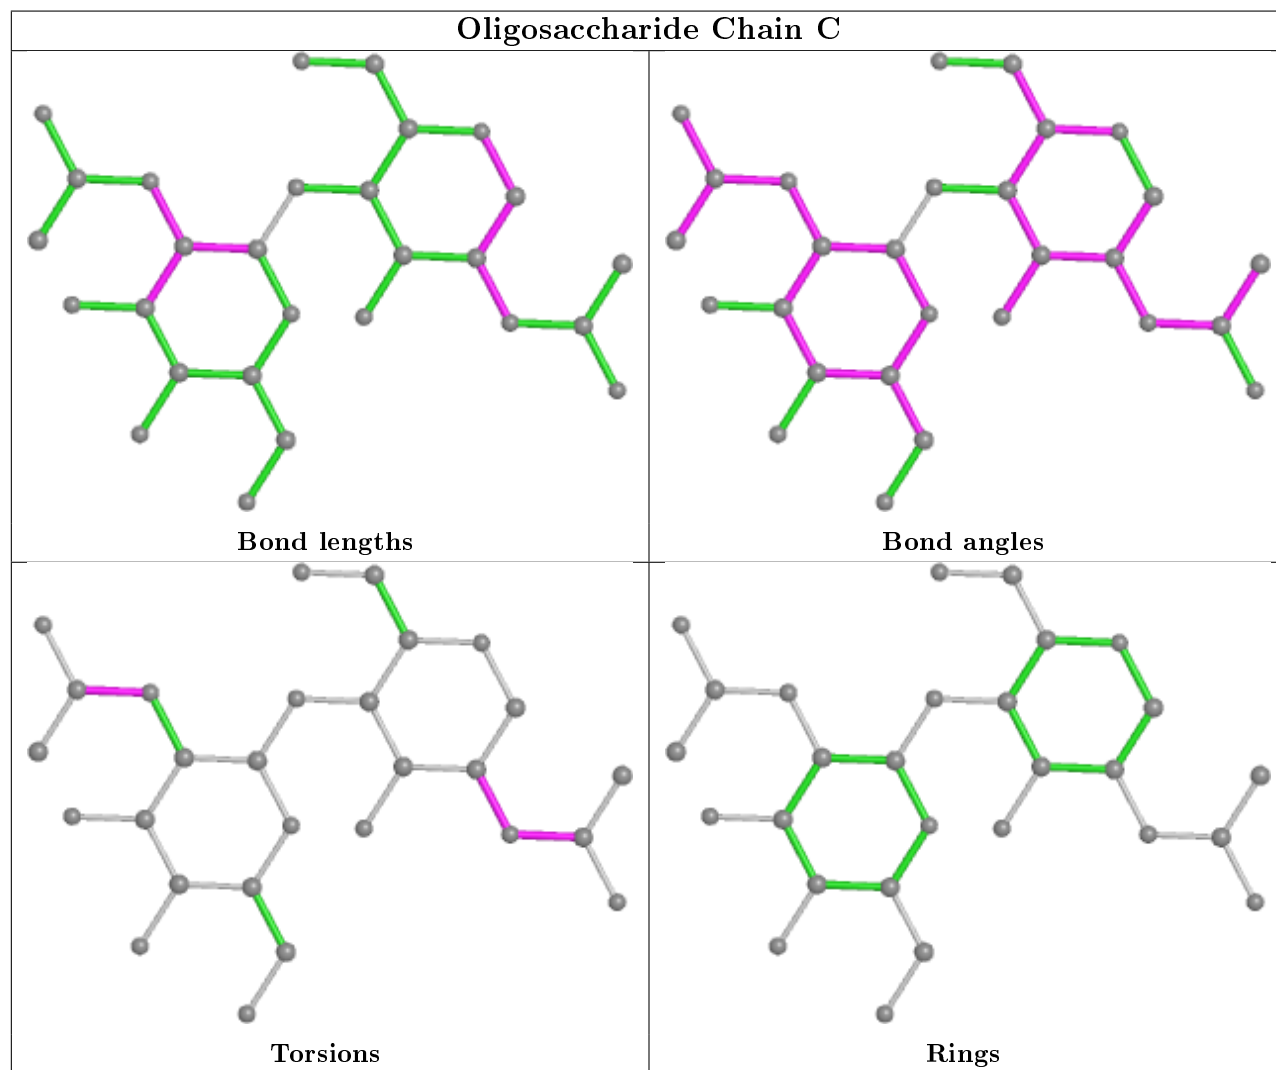 Oligosaccharide Chain C
Bond lengths
Bond angles
Torsions
Rings